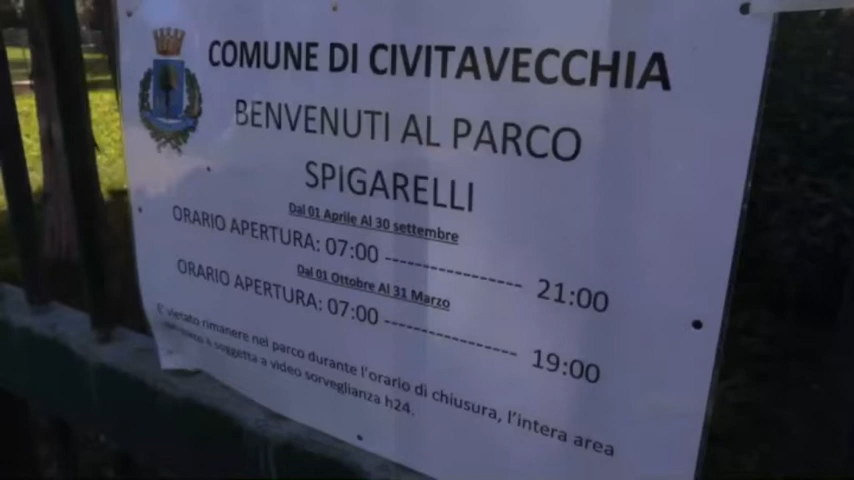 COMUNE DI CIVITAVECCHIA
BENVENUTI AL PARCO
SPIGARELLI
Dal 01 Aprile Al 30 settembre
ORARIO APERTURA: 07:00 ------------------- 21:00
Dal 01 Ottobre Al 31 Marzo
ORARIO APERTURA: 07:00 ------------------- 19:00
E' vietato rimanere nel parco durante l'orario di chiusura, l'intera area
è soggetta a video sorveglianza h24.